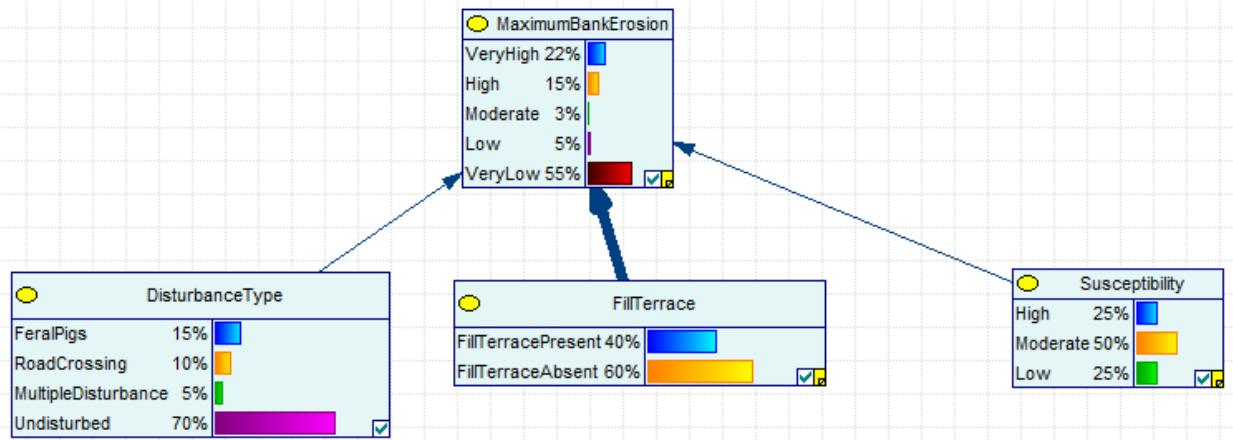 MaximumBankErosion
VeryHigh 22%
High 15%
Moderate 3%
Low 5%
VeryLow 55%
DisturbanceType
FeralPigs 15%
RoadCrossing 10%
MultipleDisturbance 5%
Undisturbed 70%
FillTerrace
FillTerracePresent 40%
FillTerraceAbsent 60%
Susceptibility
High 25%
Moderate 50%
Low 25%